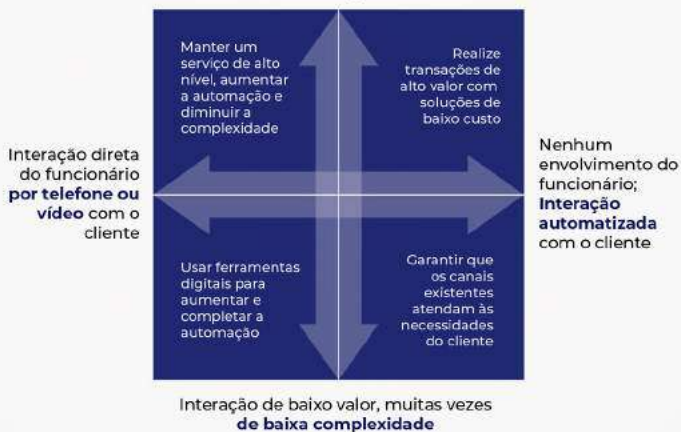 Manter um
serviço de alto
nível, aumentar
a automação e
diminuir a
complexidade
Realize
transações de
alto valor com
soluções de
baixo custo
Interação direta
do funcionário
por telefone ou
vídeo com o
cliente
Nenhum
envolvimento do
funcionário;
Interação
automatizada
com o cliente
Usar ferramentas
digitais para
aumentar e
completar a
automação
Garantir que
os canais
existentes
atendam às
necessidades
do cliente
Interação de baixo valor, muitas vezes
de baixa complexidade